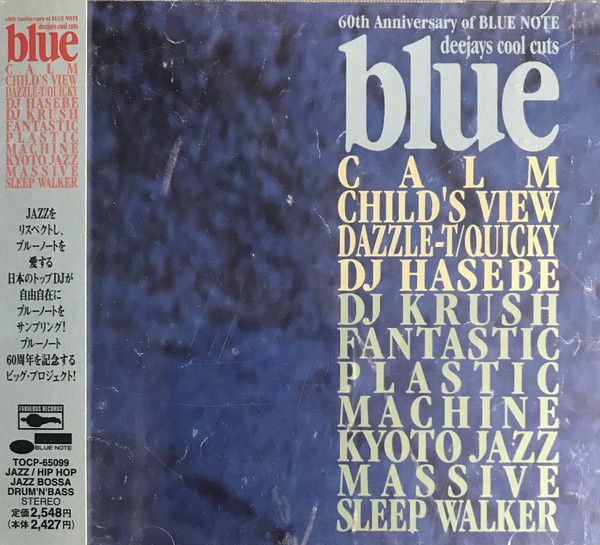 60th Anniversary of BLUE NOTE
deejays cool cuts
blue
CALM
CHILD'S VIEW
DAZZLE-T/QUICKY
DJ HASEBE
DJ KRUSH
FANTASTIC
PLASTIC
MACHINE
KYOTO JAZZ
MASSIVE
SLEEP WALKER
JAZZを
リスペクトし、
ブルーノートを
愛する
日本のトップDJが
自由自在に
ブルーノートを
サンプリング!
ブルーノート
60周年を記念する
ビッグ・プロジェクト!
FABULOUS RECORDS
BLUE NOTE
TOCP-65099
JAZZ / HIP HOP
JAZZ BOSSA
DRUM'N'BASS
STEREO
定価2,548円
(本体2,427円)
60th Anniversary of BLUE NOTE
deejays cool cuts
blue
CALM
CHILD'S VIEW
DAZZLE-T/QUICKY
DJ HASEBE
DJ KRUSH
FANTASTIC
PLASTIC
MACHINE
KYOTO JAZZ
MASSIVE
SLEEP WALKER